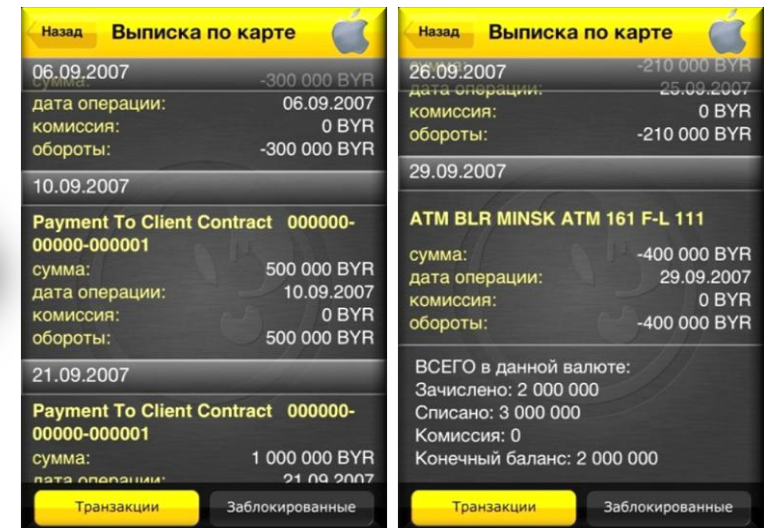 Назад Выписка по карте
06.09.2007
сумма: -300 000 BYR
дата операции: 06.09.2007
комиссия: 0 BYR
обороты: -300 000 BYR
10.09.2007
Payment To Client Contract 000000-
00000-000001
сумма: 500 000 BYR
дата операции: 10.09.2007
комиссия: 0 BYR
обороты: 500 000 BYR
21.09.2007
Payment To Client Contract 000000-
00000-000001
сумма: 1 000 000 BYR
дата операции: 21.09.2007
Транзакции Заблокированные
Назад Выписка по карте
26.09.2007
сумма: -210 000 BYR
дата операции: 25.09.2007
комиссия: 0 BYR
обороты: -210 000 BYR
29.09.2007
ATM BLR MINSK ATM 161 F-L 111
сумма: -400 000 BYR
дата операции: 29.09.2007
комиссия: 0 BYR
обороты: -400 000 BYR
ВСЕГО в данной валюте:
Зачислено: 2 000 000
Списано: 3 000 000
Комиссия: 0
Конечный баланс: 2 000 000
Транзакции Заблокированные